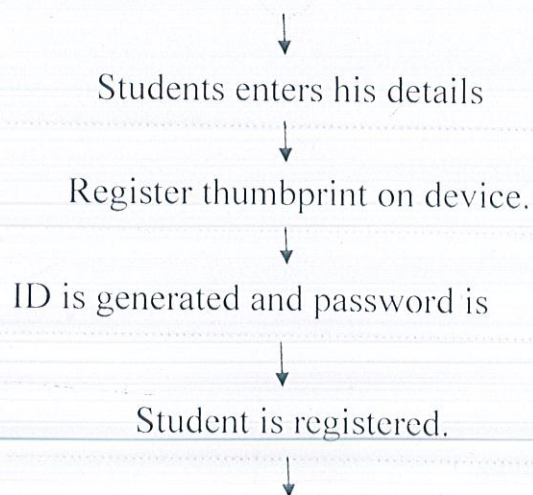 Students enters his details
Register thumbprint on device.
ID is generated and password is
Student is registered.